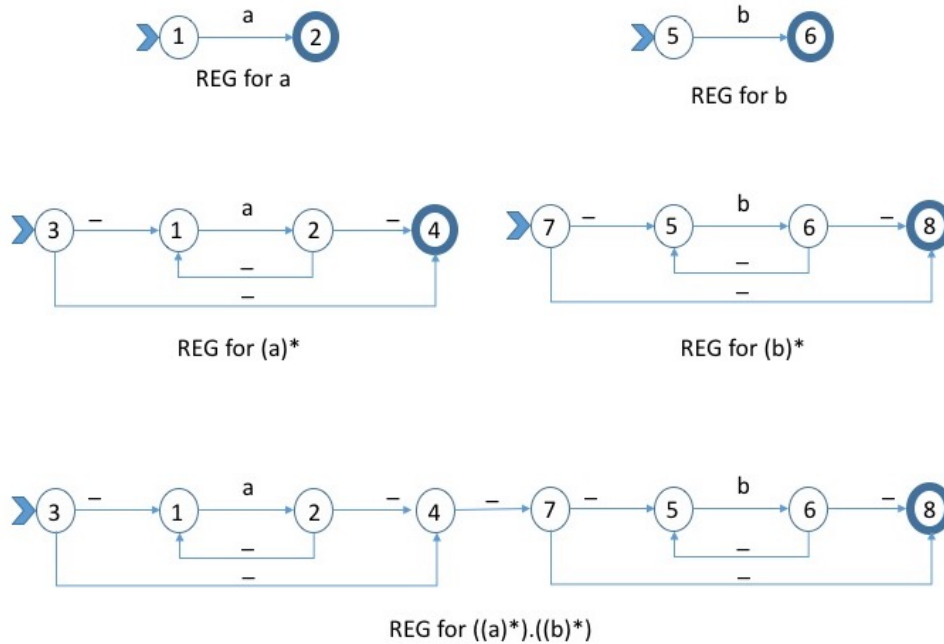 a b
1 2 5 6
REG for a REG for b
– a – – b –
3 1 2 4 7 5 6 8
– –
– –
REG for (a)* REG for (b)*
– a – – – b –
3 1 2 4 7 5 6 8
– –
– –
REG for ((a)*).((b)*)